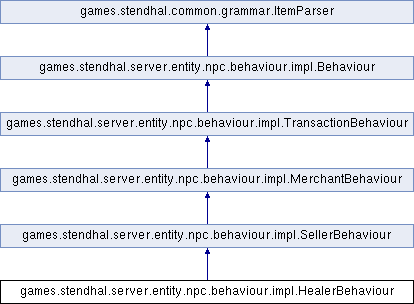 games.stendhal.common.grammar.ItemParser
games.stendhal.server.entity.npc.behaviour.impl.Behaviour
games.stendhal.server.entity.npc.behaviour.impl.TransactionBehaviour
games.stendhal.server.entity.npc.behaviour.impl.MerchantBehaviour
games.stendhal.server.entity.npc.behaviour.impl.SellerBehaviour
games.stendhal.server.entity.npc.behaviour.impl.HealerBehaviour